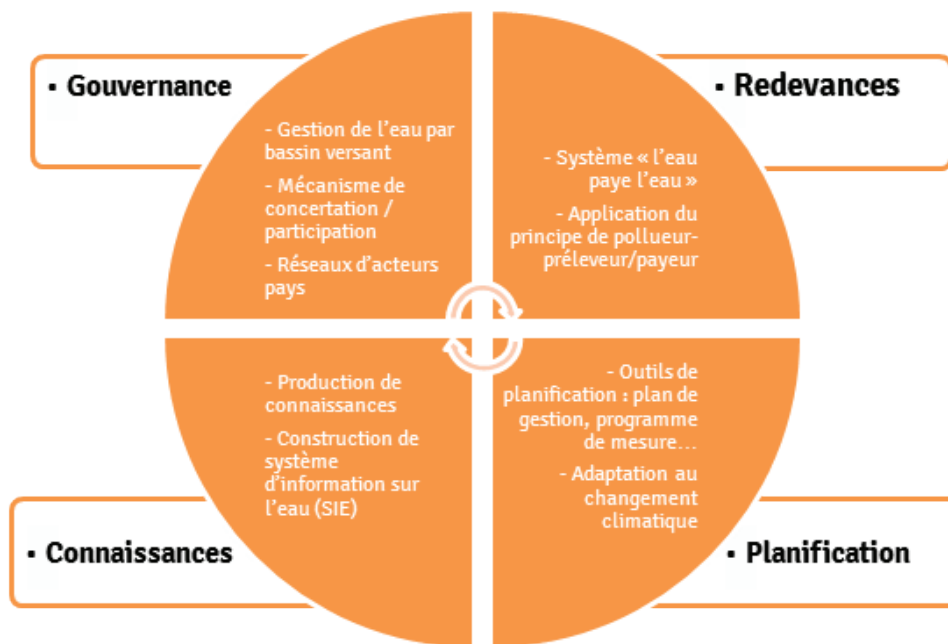 ▪ Gouvernance
- Gestion de l'eau par
bassin versant
- Mécanisme de
concertation /
participation
- Réseaux d'acteurs
pays
▪ Redevances
- Système « l'eau
paye l'eau »
- Application du
principe de pollueur-
préleveur/payeur
▪ Connaissances
- Production de
connaissances
- Construction de
système
d'information sur
l'eau (SIE)
▪ Planification
- Outils de
planification : plan de
gestion, programme
de mesure…
- Adaptation au
changement
climatique